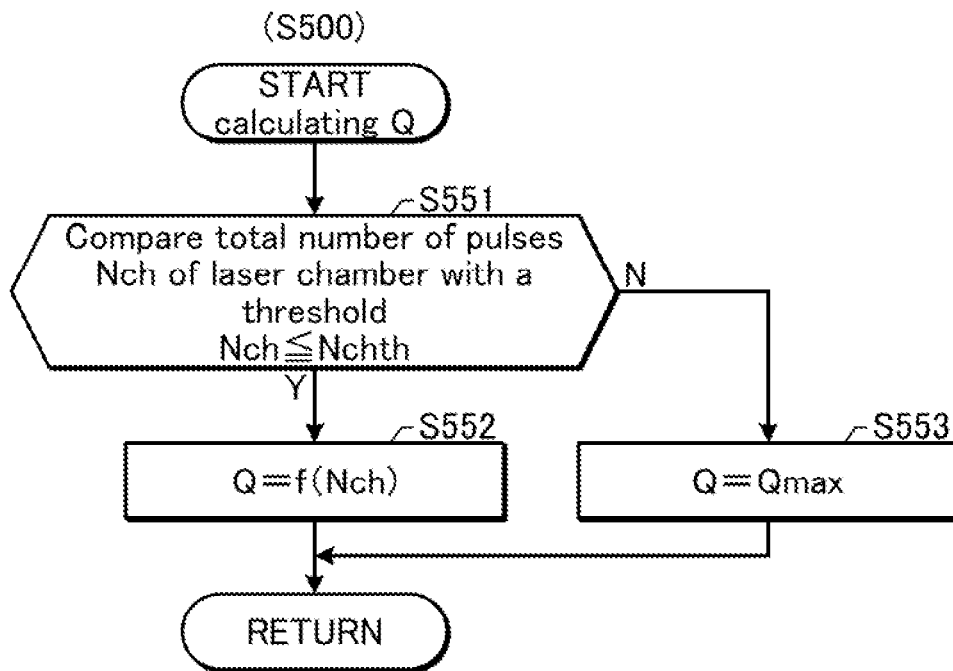 (S500)
START
calculating Q
S551
Compare total number of pulses
Nch of laser chamber with a
threshold
Nch≦Nchth
N
Y
S552
Q=f(Nch)
S553
Q=Qmax
RETURN